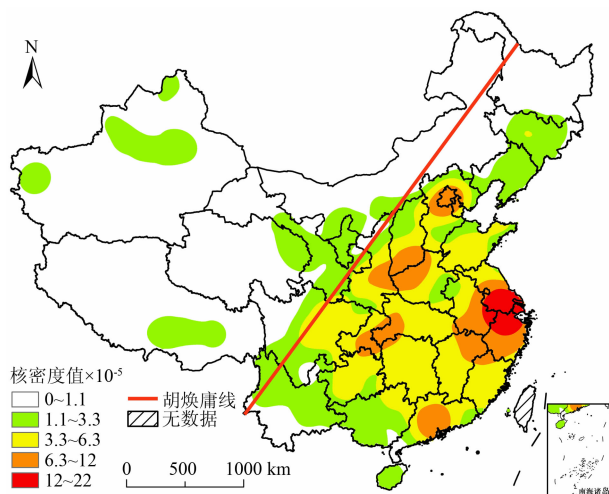 N
核密度值×10⁻⁵
0~1.1
1.1~3.3
3.3~6.3
6.3~12
12~22
胡焕庸线
无数据
0 500 1000 km
南海诸岛